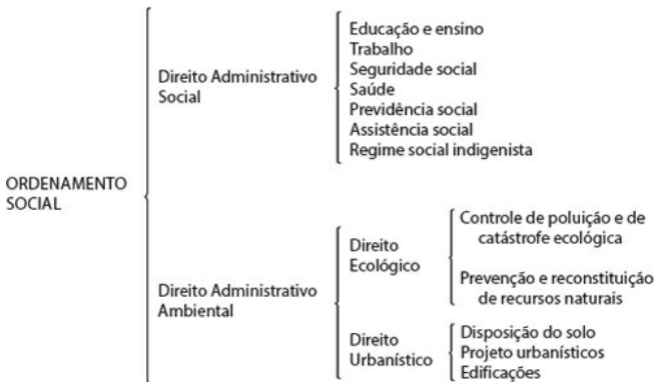 ORDENAMENTO
SOCIAL
Direito Administrativo
Social
Educação e ensino
Trabalho
Seguridade social
Saúde
Previdência social
Assistência social
Regime social indigenista
Direito Administrativo
Ambiental
Direito
Ecológico
Controle de poluição e de
catástrofe ecológica
Prevenção e reconstituição
de recursos naturais
Direito
Urbanístico
Disposição do solo
Projeto urbanísticos
Edificações